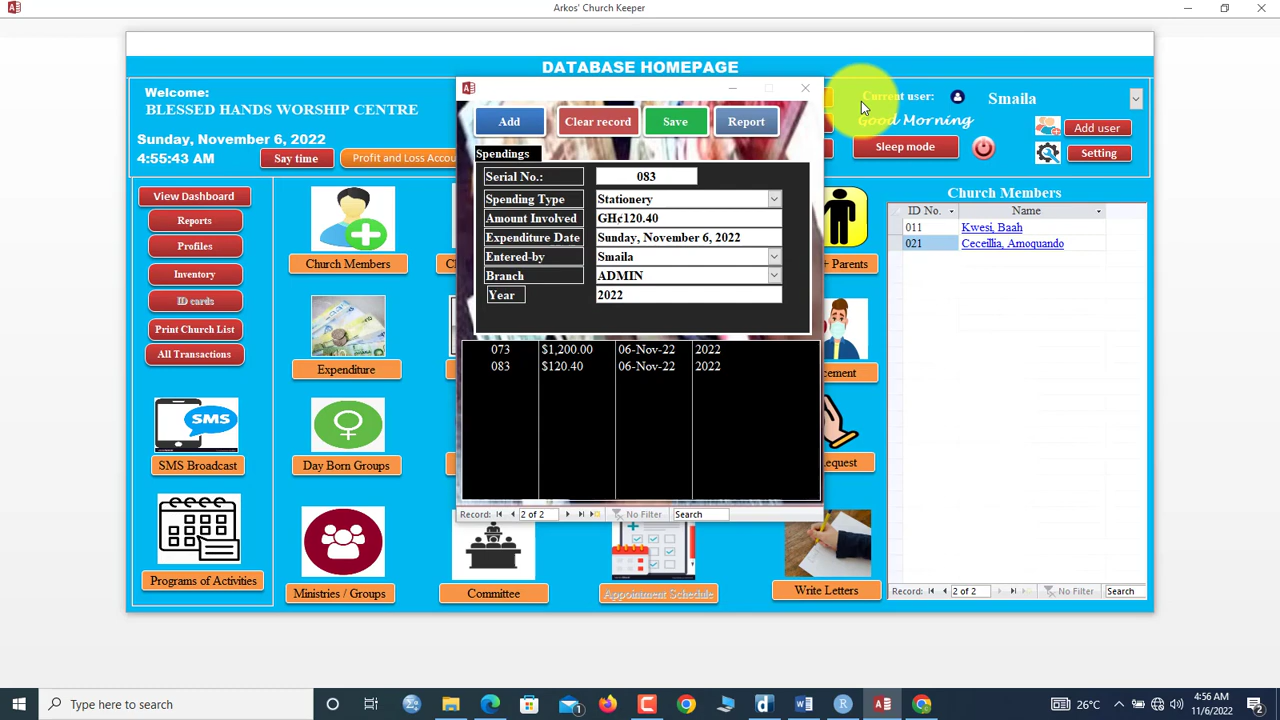 Arkos' Church Keeper
DATABASE HOMEPAGE
Welcome:
BLESSED HANDS WORSHIP CENTRE
Sunday, November 6, 2022
4:55:43 AM
Say time
Profit and Loss Accou
Current user:
Smaila
Good Morning
Add user
Sleep mode
Setting
View Dashboard
Reports
Profiles
Inventory
ID cards
Print Church List
All Transactions
SMS
SMS Broadcast
Programs of Activities
Church Members
Expenditure
Day Born Groups
Ministries / Groups
Committee
Appointment Schedule
Write Letters
+ Parents
ement
equest
Add
Clear record
Save
Report
Spendings
Serial No.: 083
Spending Type Stationery
Amount Involved GH¢120.40
Expenditure Date Sunday, November 6, 2022
Entered-by Smaila
Branch ADMIN
Year 2022
073 $1,200.00 06-Nov-22 2022
083 $120.40 06-Nov-22 2022
Record: 2 of 2 No Filter Search
Church Members
ID No. Name
011 Kwesi, Baah
021 Ceceillia, Amoquando
Record: 2 of 2 No Filter Search
Type here to search
26°C
4:56 AM
11/6/2022